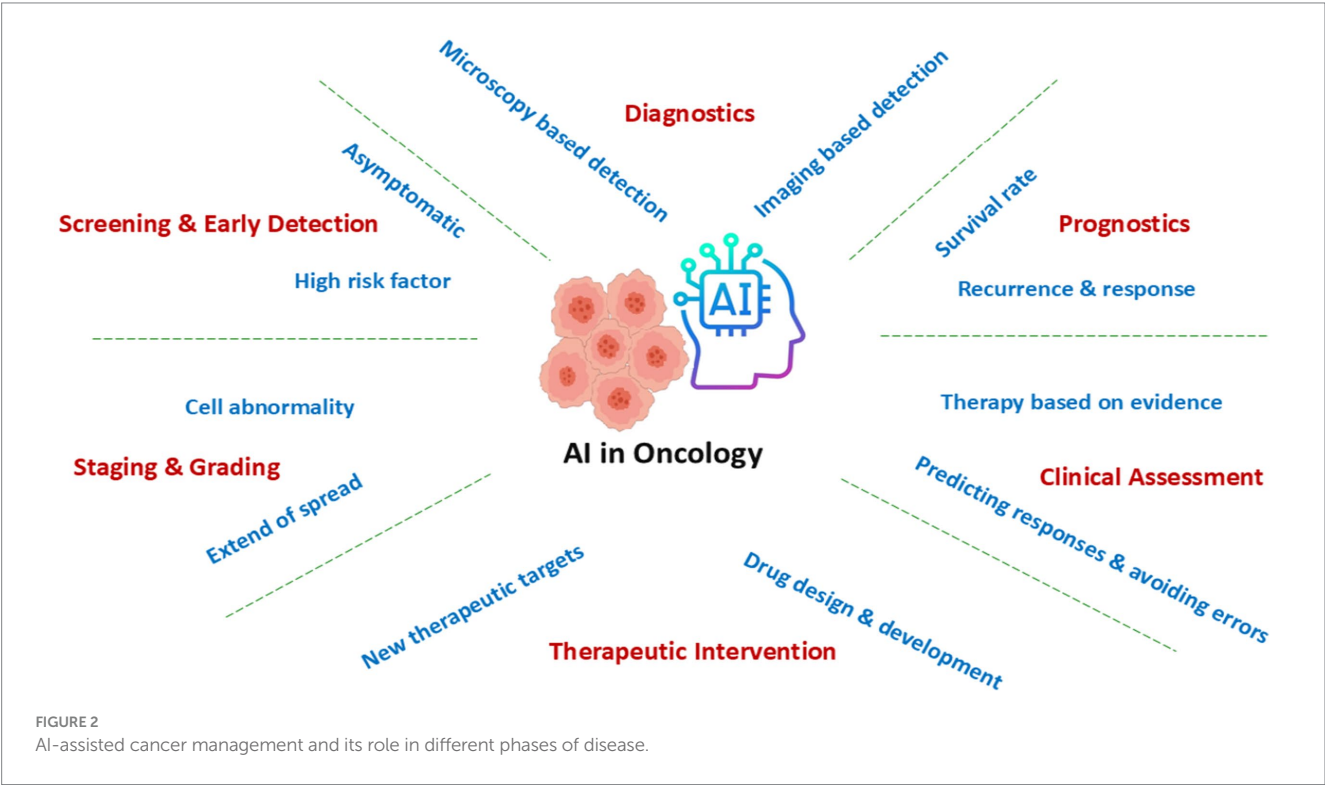 Microscopy based detection
Diagnostics
Imaging based detection
Asymptomatic
Screening & Early Detection
High risk factor
Survival rate
Prognostics
Recurrence & response
AI
AI in Oncology
Cell abnormality
Staging & Grading
Extend of spread
Therapy based on evidence
Clinical Assessment
Predicting responses & avoiding errors
New therapeutic targets
Therapeutic Intervention
Drug design & development
FIGURE 2
AI-assisted cancer management and its role in different phases of disease.